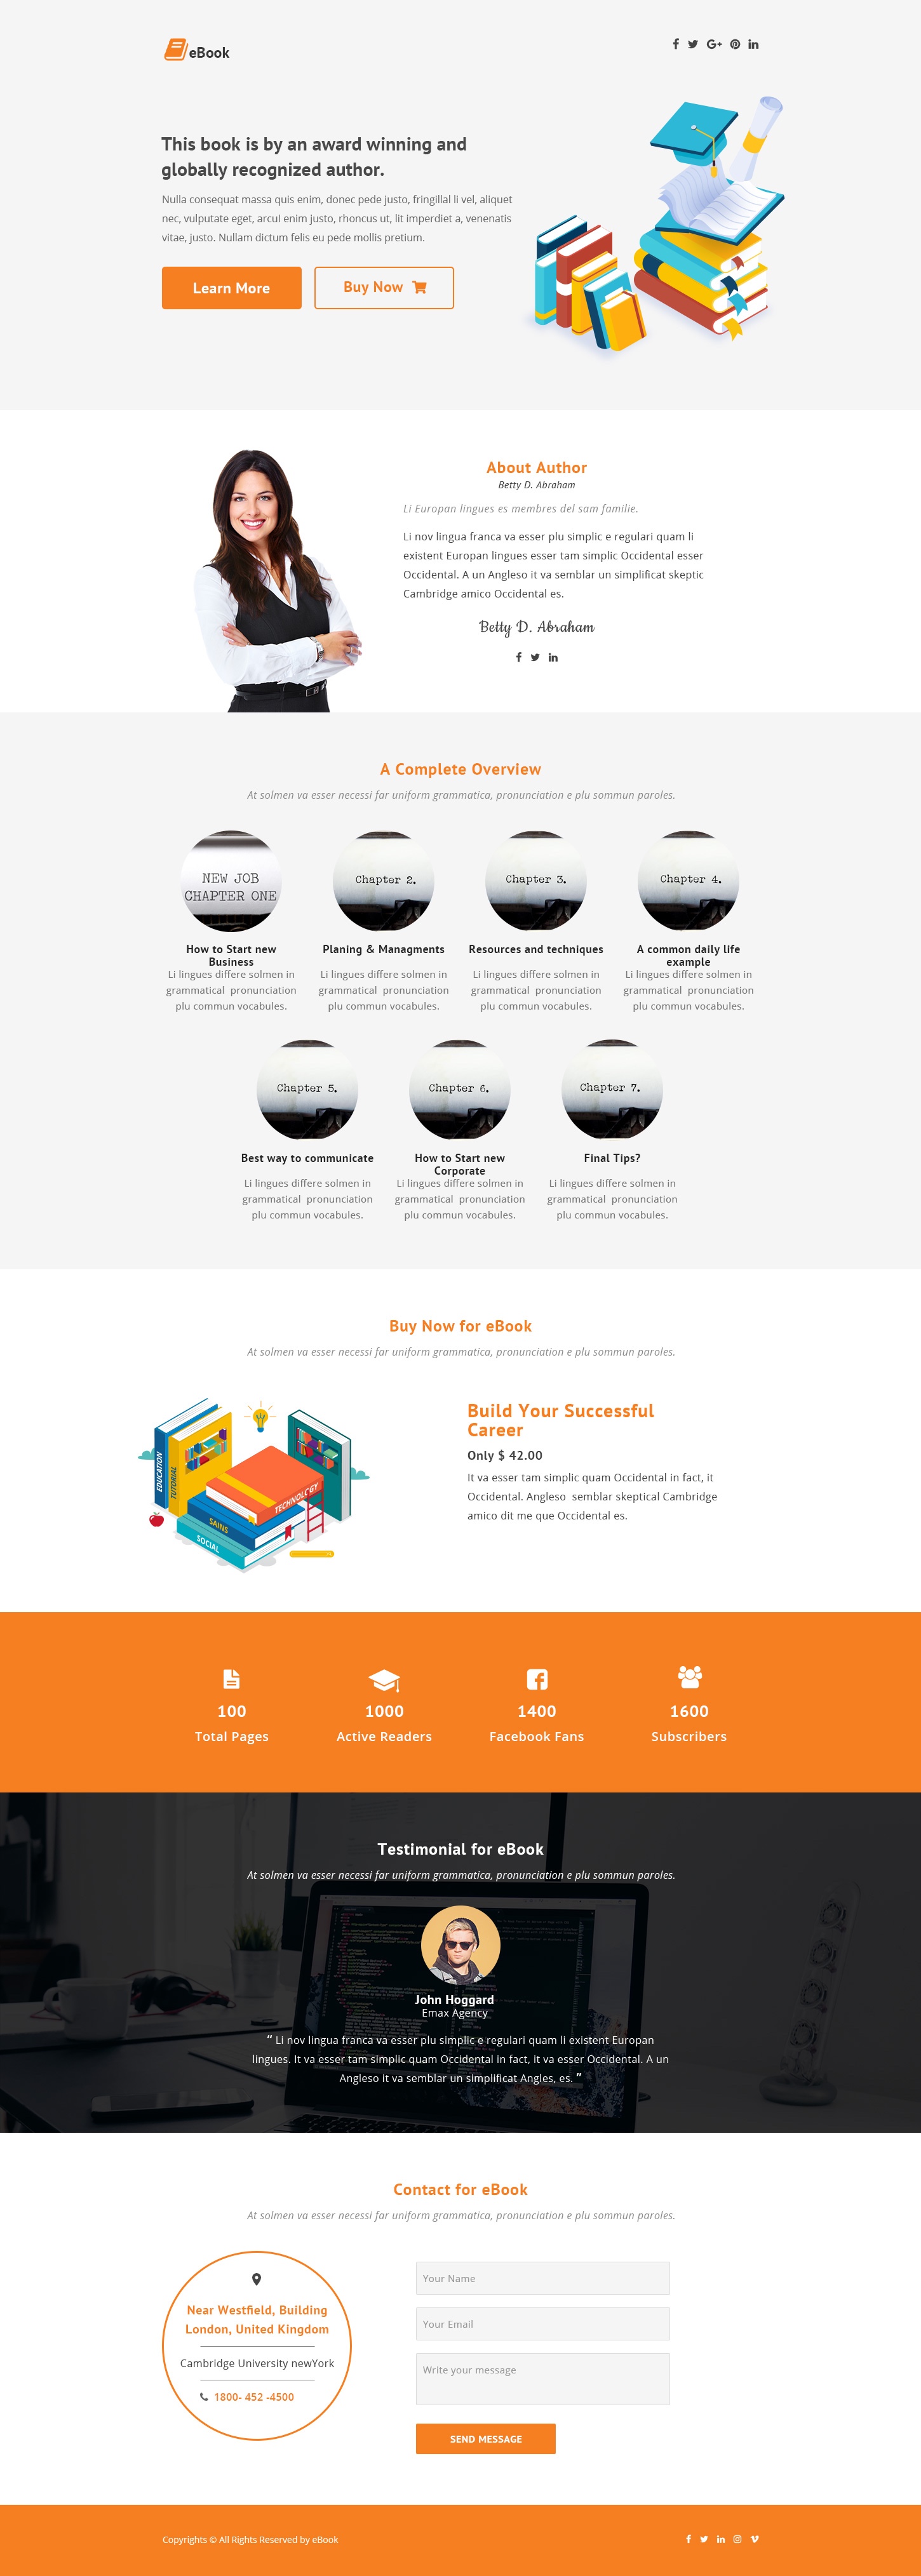 eBook
This book is by an award winning and
globally recognized author.
Nulla consequat massa quis enim, donec pede justo, fringillal li vel, aliquet
nec, vulputate eget, arcul enim justo, rhoncus ut, lit imperdiet a, venenatis
vitae, justo. Nullam dictum felis eu pede mollis pretium.
Learn More
Buy Now
About Author
Betty D. Abraham
Li Europan lingues es membres del sam familie.
Li nov lingua franca va esser plu simplic e regulari quam li
existent Europan lingues esser tam simplic Occidental esser
Occidental. A un Angleso it va semblar un simplificat skeptic
Cambridge amico Occidental es.
Betty D. Abraham
A Complete Overview
At solmen va esser necessi far uniform grammatica, pronunciation e plu sommun paroles.
NEW JOB
CHAPTER ONE
How to Start new
Business
Li lingues differe solmen in
grammatical pronunciation
plu commun vocabules.
Chapter 2.
Planing & Managments
Li lingues differe solmen in
grammatical pronunciation
plu commun vocabules.
Chapter 3.
Resources and techniques
Li lingues differe solmen in
grammatical pronunciation
plu commun vocabules.
Chapter 4.
A common daily life
example
Li lingues differe solmen in
grammatical pronunciation
plu commun vocabules.
Chapter 5.
Best way to communicate
Li lingues differe solmen in
grammatical pronunciation
plu commun vocabules.
Chapter 6.
How to Start new
Corporate
Li lingues differe solmen in
grammatical pronunciation
plu commun vocabules.
Chapter 7.
Final Tips?
Li lingues differe solmen in
grammatical pronunciation
plu commun vocabules.
Buy Now for eBook
At solmen va esser necessi far uniform grammatica, pronunciation e plu sommun paroles.
EDUCATION
TUTORIAL
TECHNOLOGY
SAINS
SOCIAL
Build Your Successful
Career
Only $ 42.00
It va esser tam simplic quam Occidental in fact, it
Occidental. Angleso semblar skeptical Cambridge
amico dit me que Occidental es.
100
Total Pages
1000
Active Readers
1400
Facebook Fans
1600
Subscribers
Testimonial for eBook
At solmen va esser necessi far uniform grammatica, pronunciation e plu sommun paroles.
John Hoggard
Emax Agency
“ Li nov lingua franca va esser plu simplic e regulari quam li existent Europan
lingues. It va esser tam simplic quam Occidental in fact, it va esser Occidental. A un
Angleso it va semblar un simplificat Angles, es. ”
Contact for eBook
At solmen va esser necessi far uniform grammatica, pronunciation e plu sommun paroles.
Near Westfield, Building
London, United Kingdom
Cambridge University newYork
1800- 452 -4500
Your Name
Your Email
Write your message
SEND MESSAGE
Copyrights © All Rights Reserved by eBook